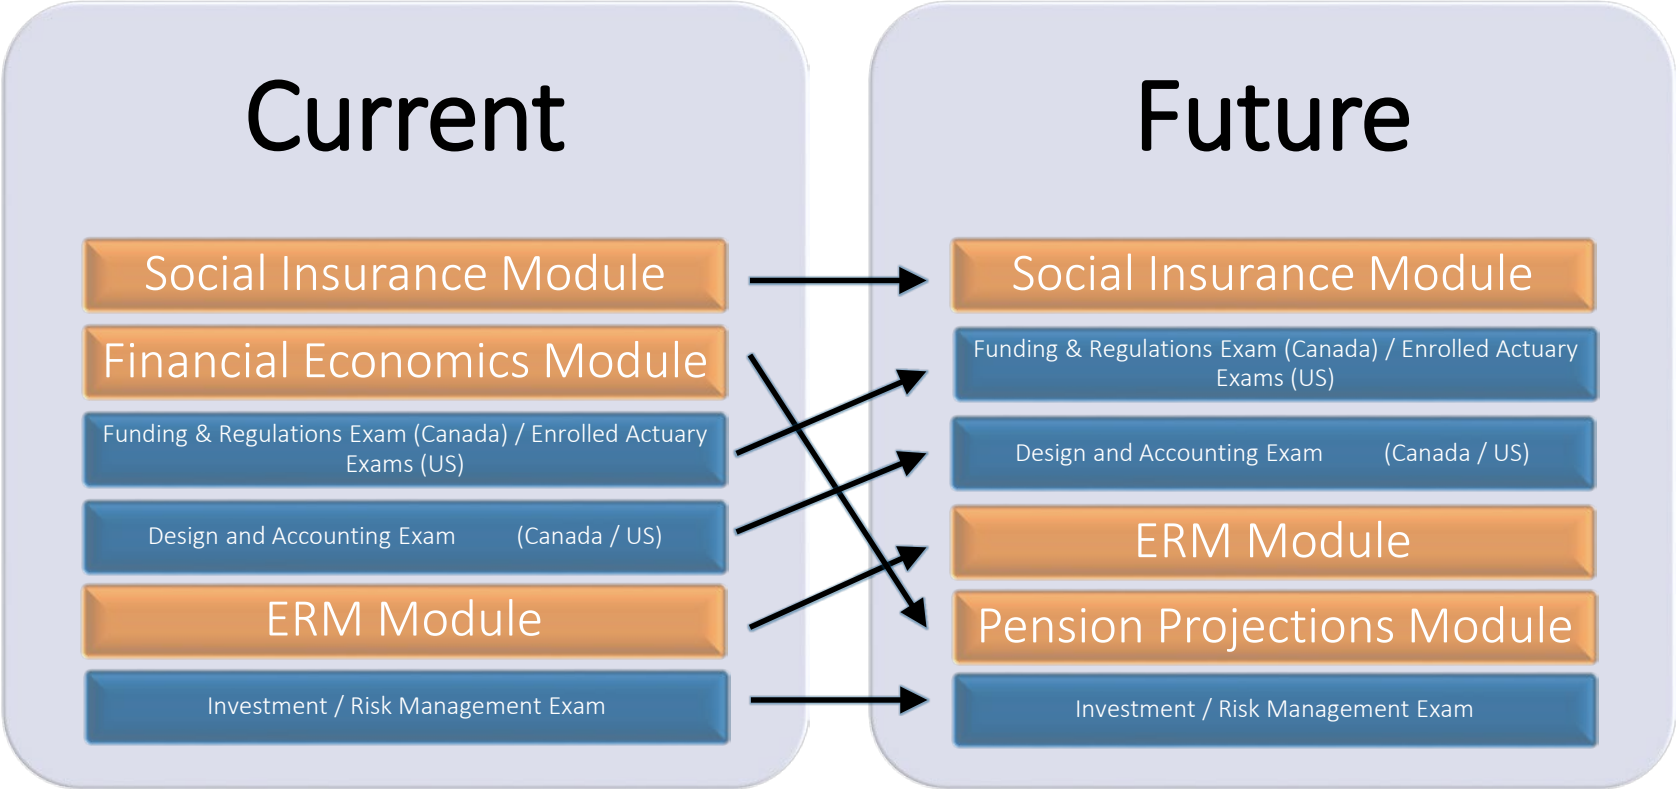 Current
Social Insurance Module
Financial Economics Module
Funding & Regulations Exam (Canada) / Enrolled Actuary
Exams (US)
Design and Accounting Exam (Canada / US)
ERM Module
Investment / Risk Management Exam
Future
Social Insurance Module
Funding & Regulations Exam (Canada) / Enrolled Actuary
Exams (US)
Design and Accounting Exam (Canada / US)
ERM Module
Pension Projections Module
Investment / Risk Management Exam